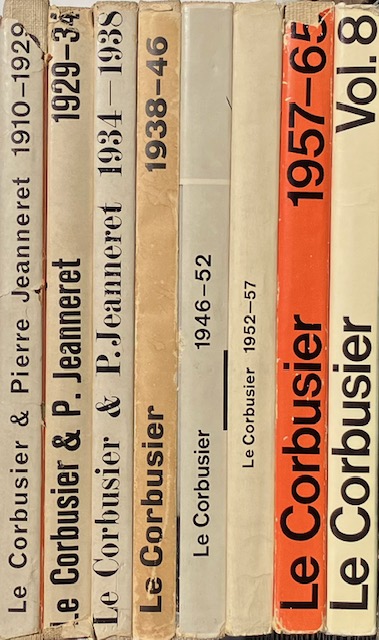 Le Corbusier & Pierre Jeanneret 1910–1929
Le Corbusier & P. Jeanneret 1929–34
Le Corbusier & P. Jeanneret 1934–1938
Le Corbusier 1938–46
Le Corbusier 1946–52
Le Corbusier 1952–57
Le Corbusier 1957–65
Le Corbusier Vol. 8